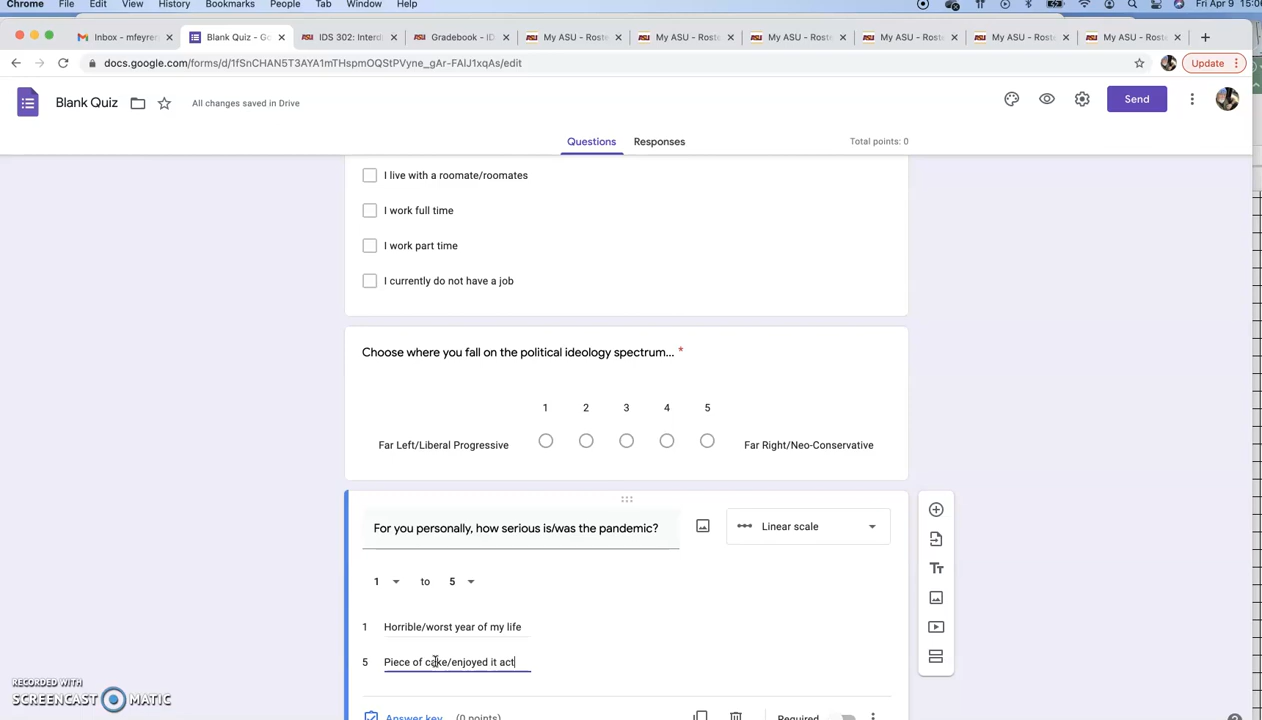 Chrome File Edit View History Bookmarks People Tab Window Help Fri Apr 9 15:0
Inbox - mfeyre Blank Quiz - Go IDS 302: Interdi Gradebook - iD My ASU - Roste My ASU - Roste My ASU - Roste My ASU - Roste My ASU - Roste My ASU - Roste
docs.google.com/forms/d/1fSnCHAN5T3AYA1mTHspmOQStPVyne_gAr-FAlJ1xqAs/edit Update
Blank Quiz All changes saved in Drive Send
Questions Responses Total points: 0
I live with a roomate/roomates
I work full time
I work part time
I currently do not have a job
Choose where you fall on the political ideology spectrum... *
1 2 3 4 5
Far Left/Liberal Progressive Far Right/Neo-Conservative
For you personally, how serious is/was the pandemic? Linear scale
1 to 5
1 Horrible/worst year of my life
5 Piece of cake/enjoyed it act
Tt
RECORDED WITH
SCREENCAST MATIC
Answer key (0 points) Required